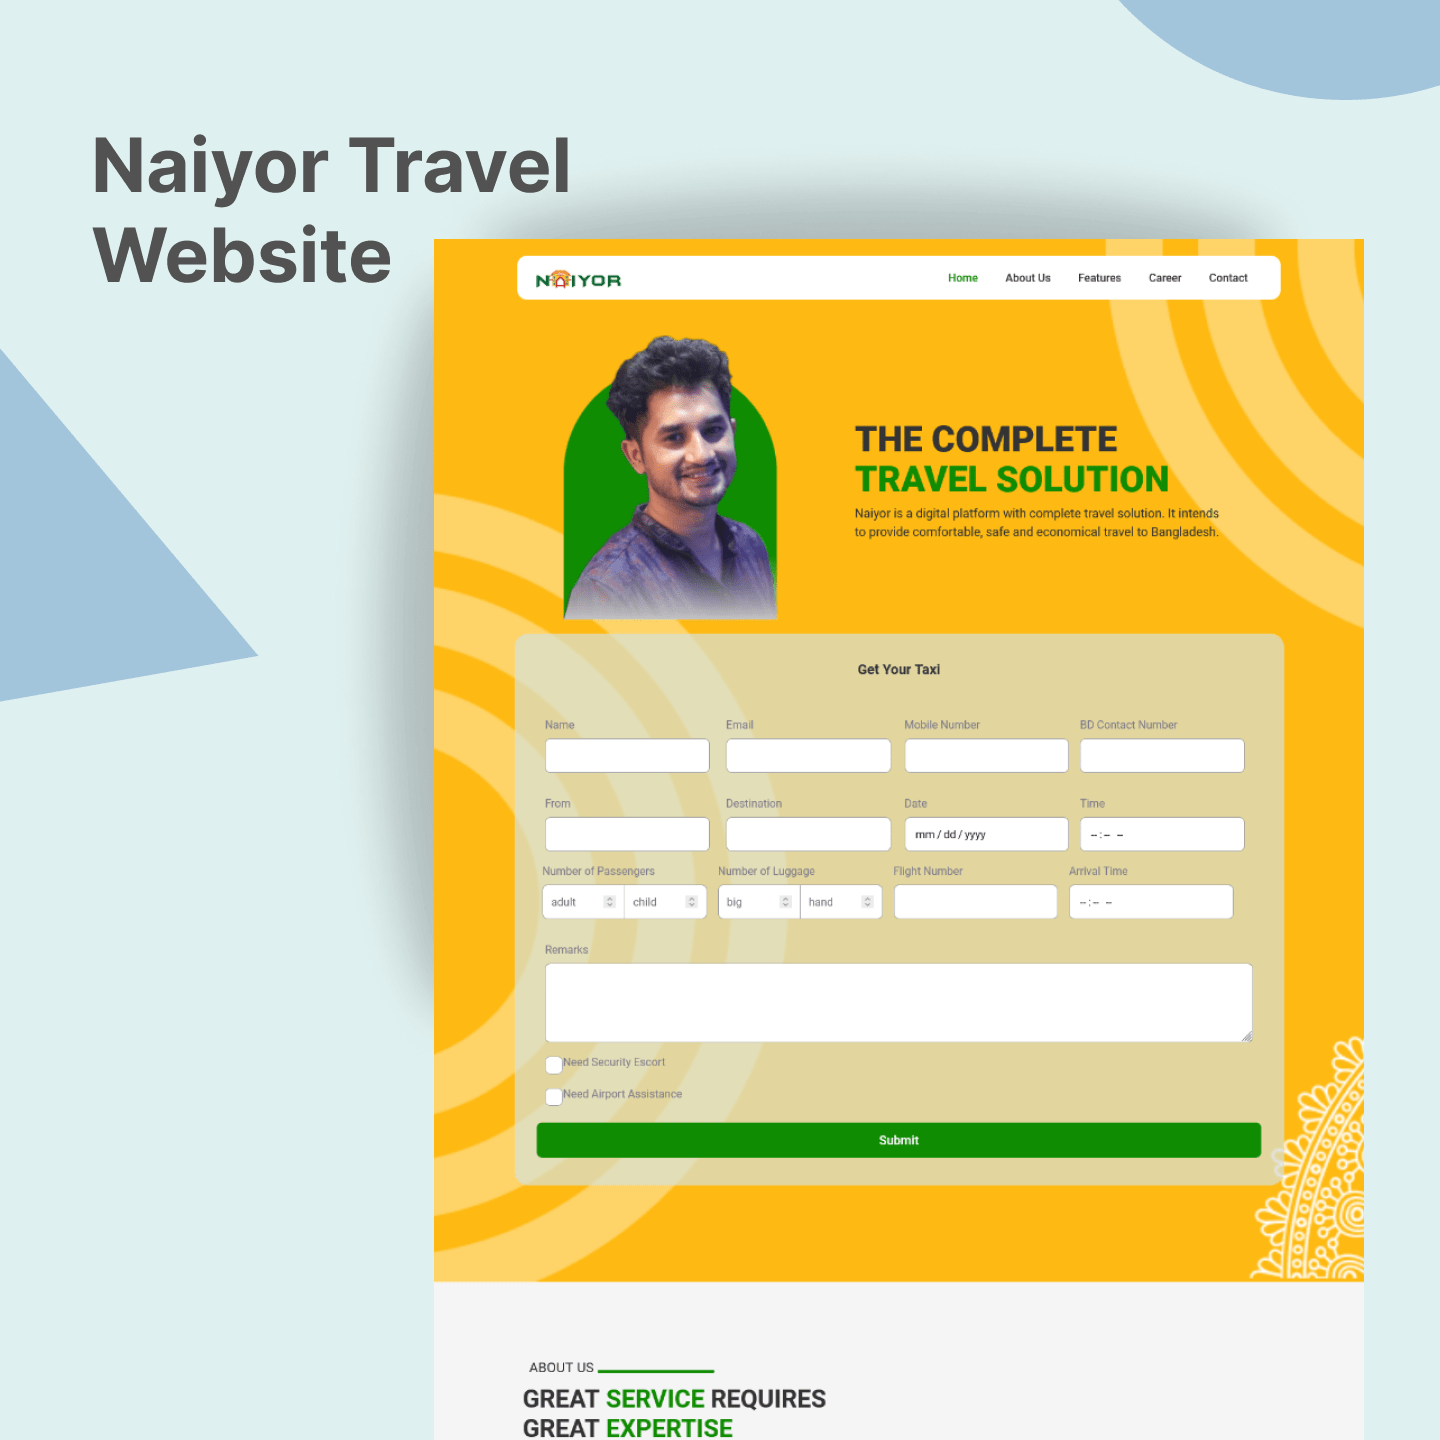 Naiyor Travel
Website
NAIYOR
Home About Us Features Career Contact
THE COMPLETE
TRAVEL SOLUTION
Naiyor is a digital platform with complete travel solution. It intends
to provide comfortable, safe and economical travel to Bangladesh.
Get Your Taxi
Name Email Mobile Number BD Contact Number
From Destination Date Time
mm / dd / yyyy -- : -- --
Number of Passengers Number of Luggage Flight Number Arrival Time
adult child big hand -- : -- --
Remarks
Need Security Escort
Need Airport Assistance
Submit
ABOUT US
GREAT SERVICE REQUIRES
GREAT EXPERTISE